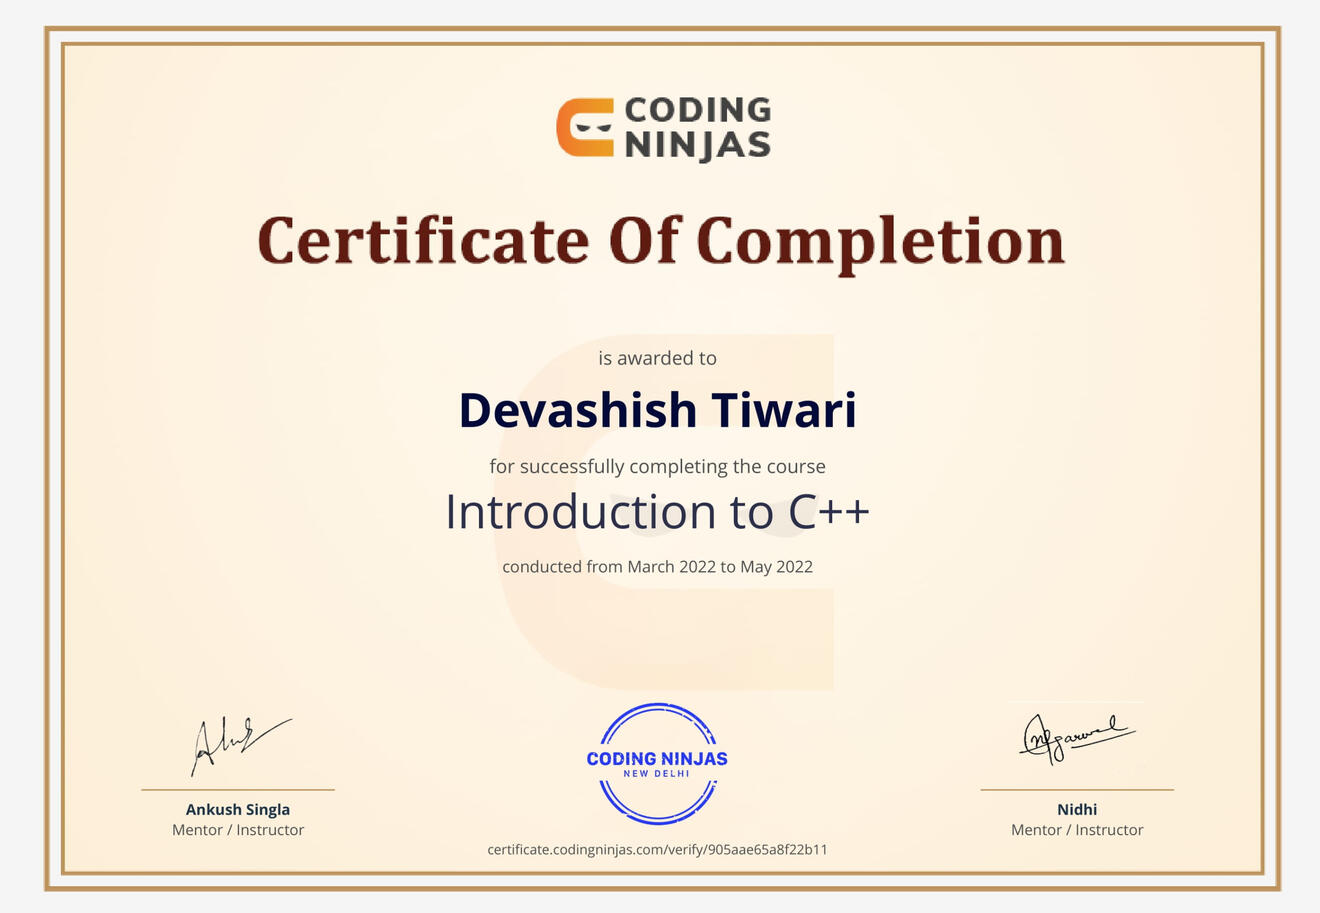 CODING
NINJAS
Certificate Of Completion
is awarded to
Devashish Tiwari
for successfully completing the course
Introduction to C++
conducted from March 2022 to May 2022
CODING NINJAS
NEW DELHI
Ankush Singla
Mentor / Instructor
Nidhi
Mentor / Instructor
certificate.codingninjas.com/verify/905aae65a8f22b11